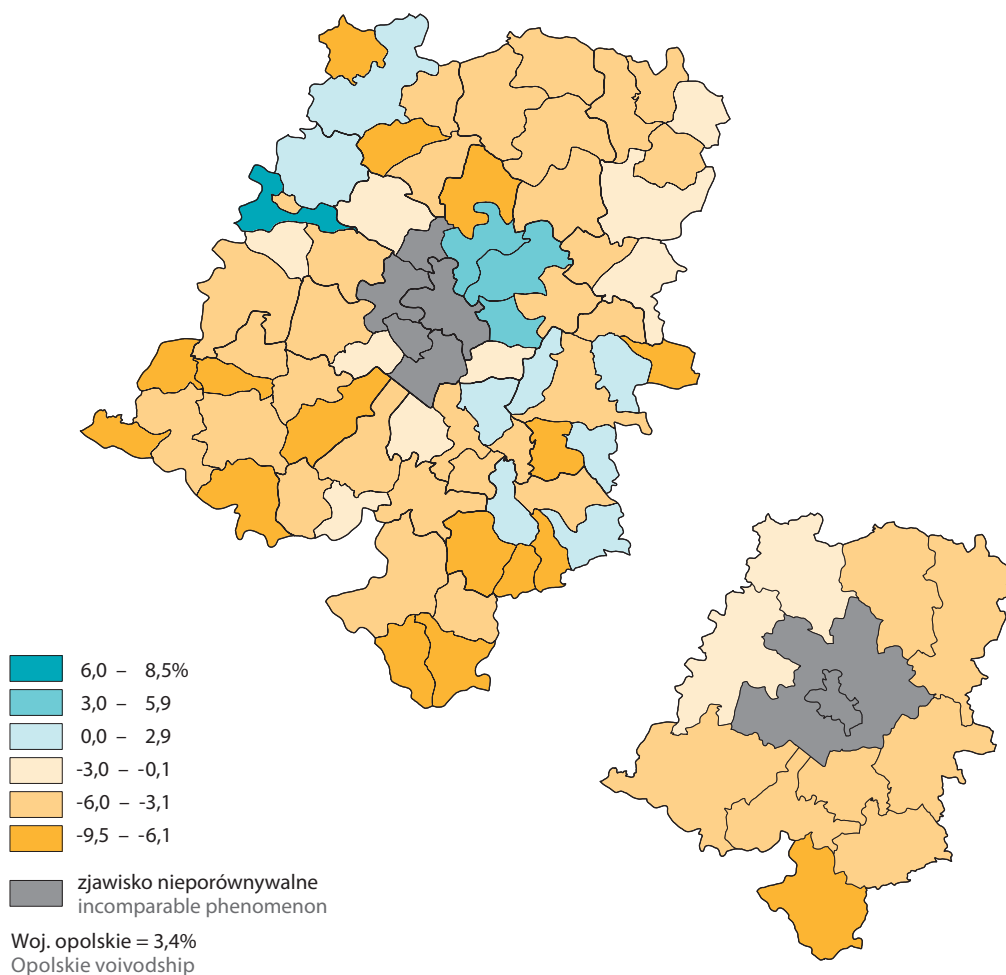 6,0 – 8,5%
3,0 – 5,9
0,0 – 2,9
-3,0 – -0,1
-6,0 – -3,1
-9,5 – -6,1
zjawisko nieporównywalne
incomparable phenomenon
Woj. opolskie = 3,4%
Opolskie voivodship